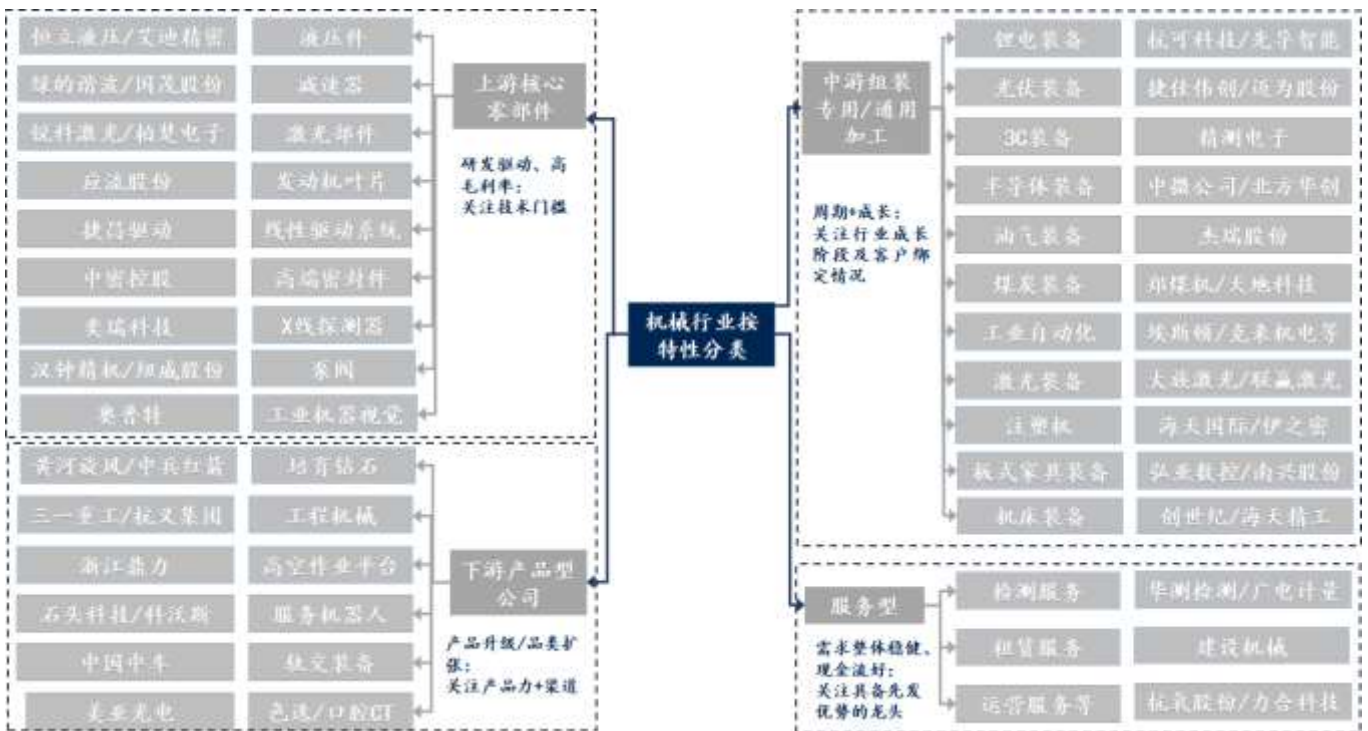 恒立液压/艾迪精密 液压件
绿的谐波/国茂股份 减速器
锐科激光/柏楚电子 激光部件
应流股份 发动机叶片
捷昌驱动 线性驱动系统
中密控股 高端密封件
奕瑞科技 X线探测器
汉钟精机/纽威股份 泵阀
奥普特 工业机器视觉
上游核心
零部件
研发驱动、高
毛利率:
关注技术门槛
黄河旋风/中兵红箭 培育钻石
三一重工/杭叉集团 工程机械
浙江鼎力 高空作业平台
石头科技/科沃斯 服务机器人
中国中车 轨交装备
美亚光电 色选/口腔CT
下游产品型
公司
产品升级/品类扩
张:
关注产品力+渠道
机械行业按
特性分类
中游组装
专用/通用
加工
周期+成长:
关注行业成长
阶段及客户绑
定情况
锂电装备 杭可科技/先导智能
光伏装备 捷佳伟创/迈为股份
3C装备 精测电子
半导体装备 中微公司/北方华创
油气装备 杰瑞股份
煤炭装备 郑煤机/天地科技
工业自动化 埃斯顿/克来机电等
激光装备 大族激光/联赢激光
注塑机 海天国际/伊之密
板式家具装备 弘亚数控/南兴股份
机床装备 创世纪/海天精工
服务型
需求整体稳健、
现金流好:
关注具备先发
优势的龙头
检测服务 华测检测/广电计量
租赁服务 建设机械
运营服务等 杭氧股份/力合科技